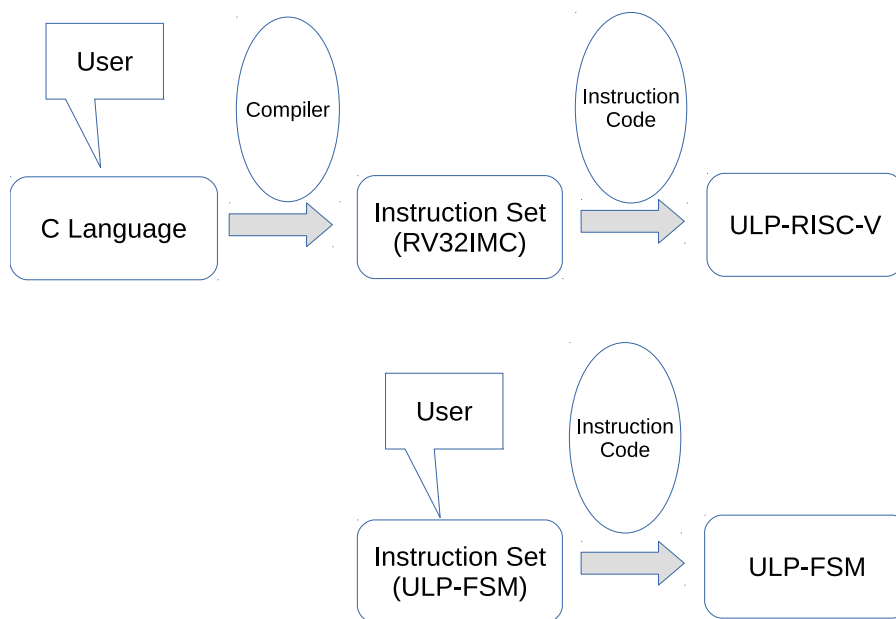 User
Compiler
Instruction
Code
C Language
Instruction Set
(RV32IMC)
ULP-RISC-V
User
Instruction
Code
Instruction Set
(ULP-FSM)
ULP-FSM